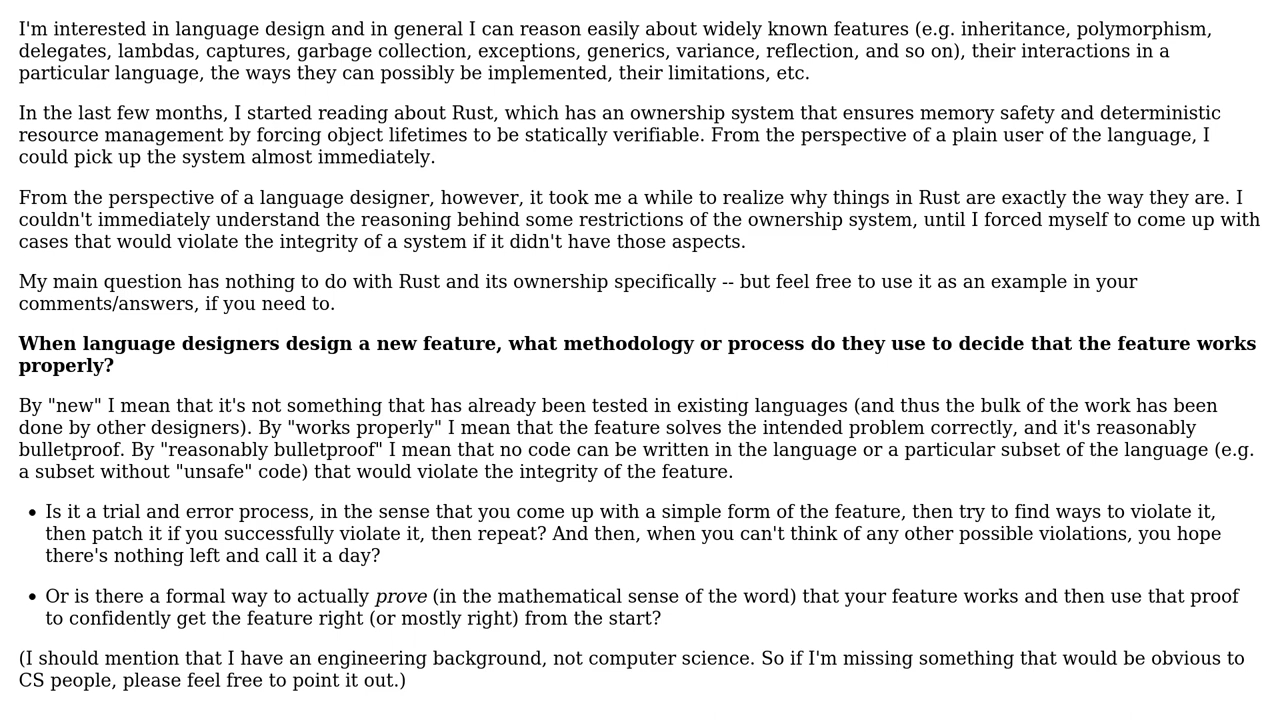 I'm interested in language design and in general I can reason easily about widely known features (e.g. inheritance, polymorphism,
delegates, lambdas, captures, garbage collection, exceptions, generics, variance, reflection, and so on), their interactions in a
particular language, the ways they can possibly be implemented, their limitations, etc.
In the last few months, I started reading about Rust, which has an ownership system that ensures memory safety and deterministic
resource management by forcing object lifetimes to be statically verifiable. From the perspective of a plain user of the language, I
could pick up the system almost immediately.
From the perspective of a language designer, however, it took me a while to realize why things in Rust are exactly the way they are. I
couldn't immediately understand the reasoning behind some restrictions of the ownership system, until I forced myself to come up with
cases that would violate the integrity of a system if it didn't have those aspects.
My main question has nothing to do with Rust and its ownership specifically -- but feel free to use it as an example in your
comments/answers, if you need to.
When language designers design a new feature, what methodology or process do they use to decide that the feature works
properly?
By "new" I mean that it's not something that has already been tested in existing languages (and thus the bulk of the work has been
done by other designers). By "works properly" I mean that the feature solves the intended problem correctly, and it's reasonably
bulletproof. By "reasonably bulletproof" I mean that no code can be written in the language or a particular subset of the language (e.g.
a subset without "unsafe" code) that would violate the integrity of the feature.
• Is it a trial and error process, in the sense that you come up with a simple form of the feature, then try to find ways to violate it,
then patch it if you successfully violate it, then repeat? And then, when you can't think of any other possible violations, you hope
there's nothing left and call it a day?
• Or is there a formal way to actually prove (in the mathematical sense of the word) that your feature works and then use that proof
to confidently get the feature right (or mostly right) from the start?
(I should mention that I have an engineering background, not computer science. So if I'm missing something that would be obvious to
CS people, please feel free to point it out.)